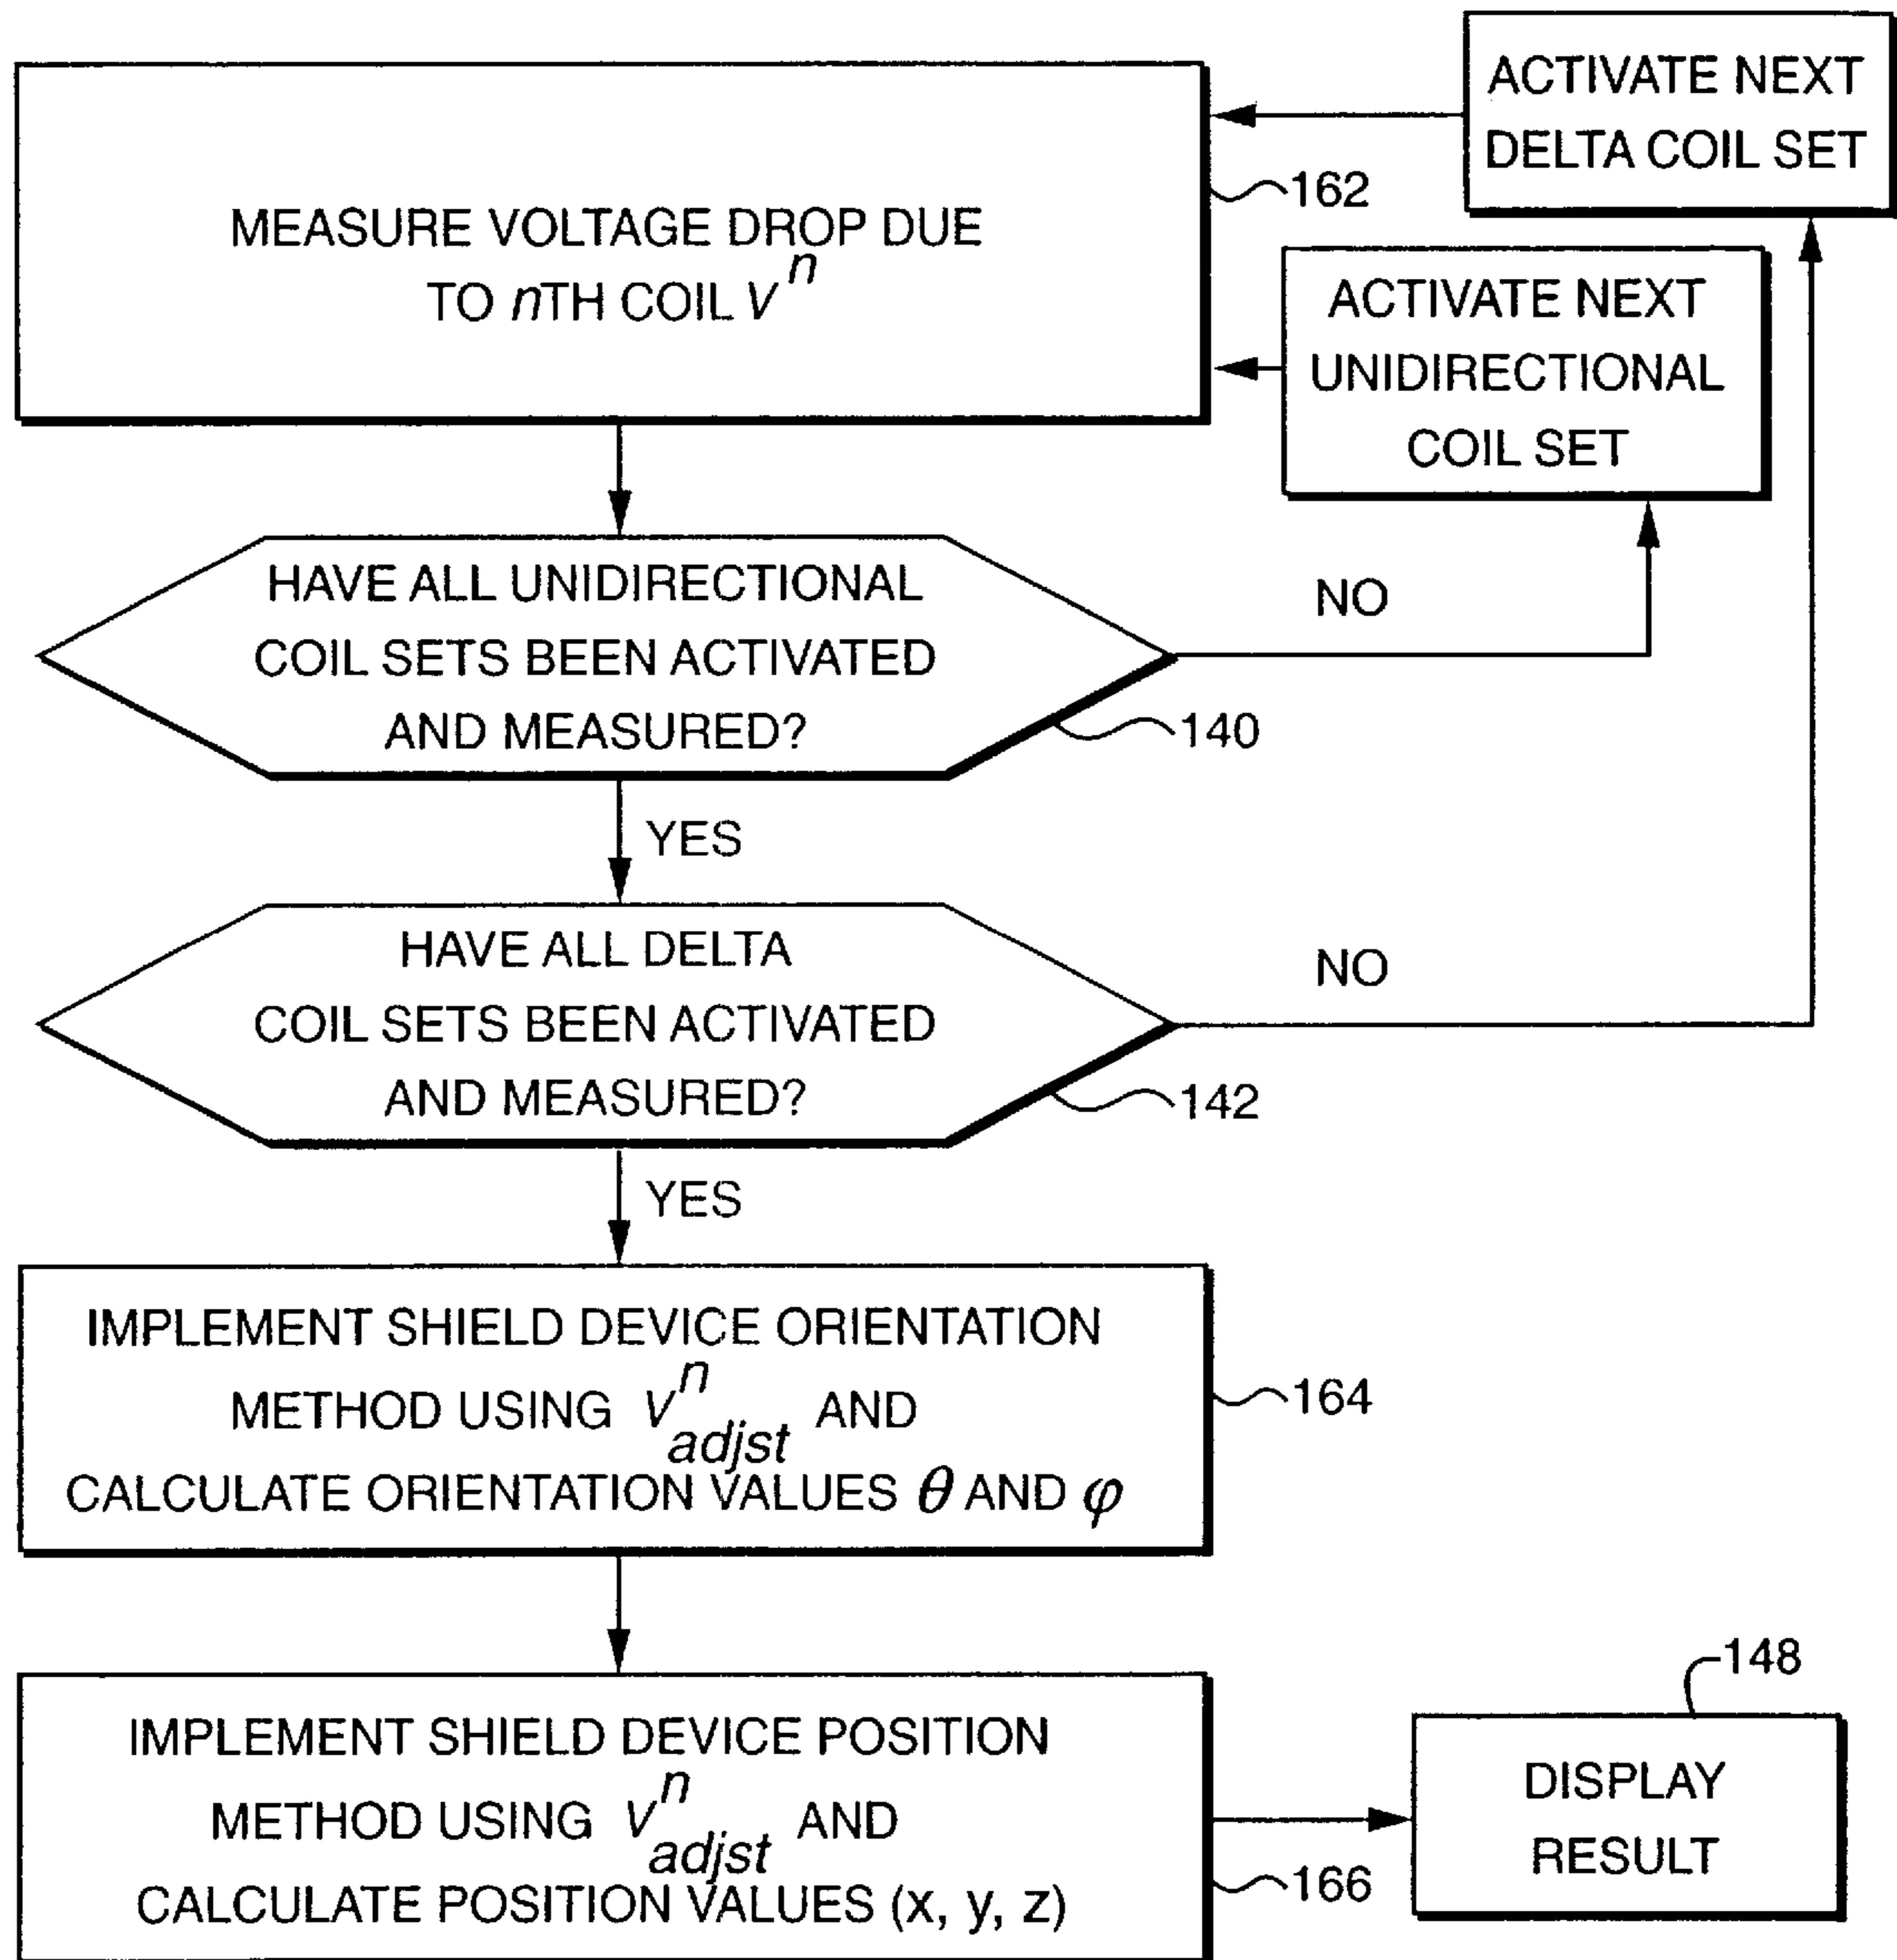 ACTIVATE NEXT
DELTA COIL SET
162
MEASURE VOLTAGE DROP DUE
TO nTH COIL V^n
ACTIVATE NEXT
UNIDIRECTIONAL
COIL SET
HAVE ALL UNIDIRECTIONAL
COIL SETS BEEN ACTIVATED
AND MEASURED?
NO
140
YES
HAVE ALL DELTA
COIL SETS BEEN ACTIVATED
AND MEASURED?
NO
142
YES
IMPLEMENT SHIELD DEVICE ORIENTATION
METHOD USING V^n_adjst AND
CALCULATE ORIENTATION VALUES θ AND φ
164
IMPLEMENT SHIELD DEVICE POSITION
METHOD USING V^n_adjst AND
CALCULATE POSITION VALUES (x, y, z)
166
148
DISPLAY
RESULT